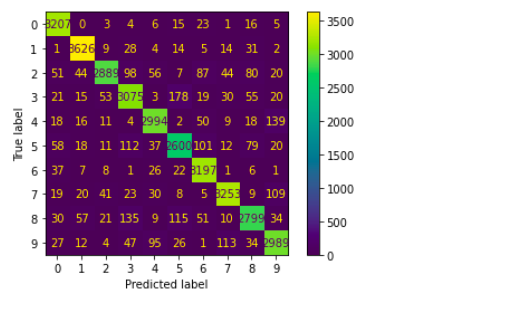 0 3207 0 3 4 6 15 23 1 16 5
1 1 3626 9 28 4 14 5 14 31 2
2 51 44 2889 98 56 7 87 44 80 20
3 21 15 53 3075 3 178 19 30 55 20
4 18 16 11 4 2994 2 50 9 18 139
5 58 18 11 112 37 2600 101 12 79 20
6 37 7 8 1 26 22 3197 1 6 1
7 19 20 41 23 30 8 5 3253 9 109
8 30 57 21 135 9 115 51 10 2799 34
9 27 12 4 47 95 26 1 113 34 2989
0 1 2 3 4 5 6 7 8 9
Predicted label
True label
3500
3000
2500
2000
1500
1000
500
0